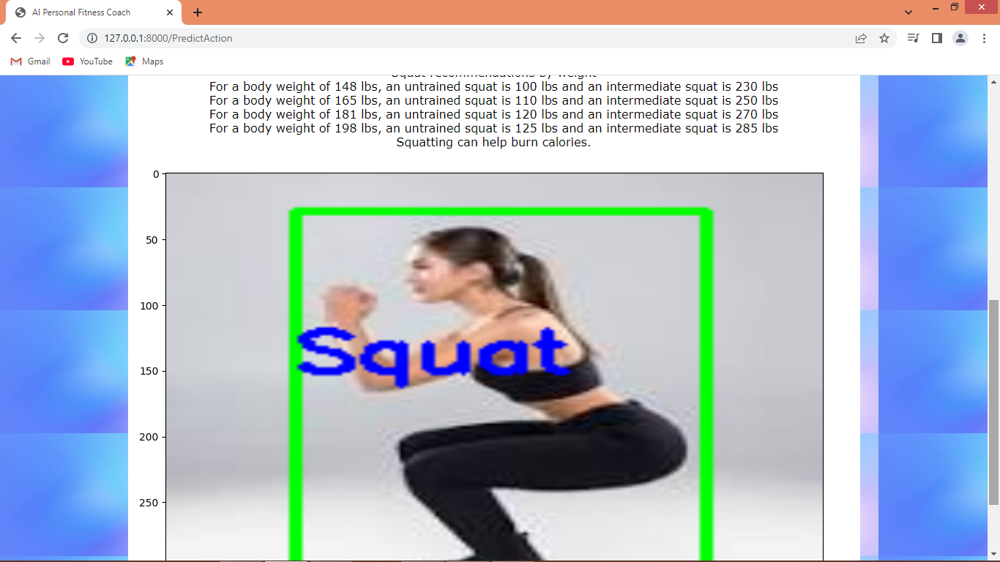 AI Personal Fitness Coach
127.0.0.1:8000/PredictAction
Gmail YouTube Maps
Squat recommendations by weight
For a body weight of 148 lbs, an untrained squat is 100 lbs and an intermediate squat is 230 lbs
For a body weight of 165 lbs, an untrained squat is 110 lbs and an intermediate squat is 250 lbs
For a body weight of 181 lbs, an untrained squat is 120 lbs and an intermediate squat is 270 lbs
For a body weight of 198 lbs, an untrained squat is 125 lbs and an intermediate squat is 285 lbs
Squatting can help burn calories.
0
50
100
Squat
150
200
250